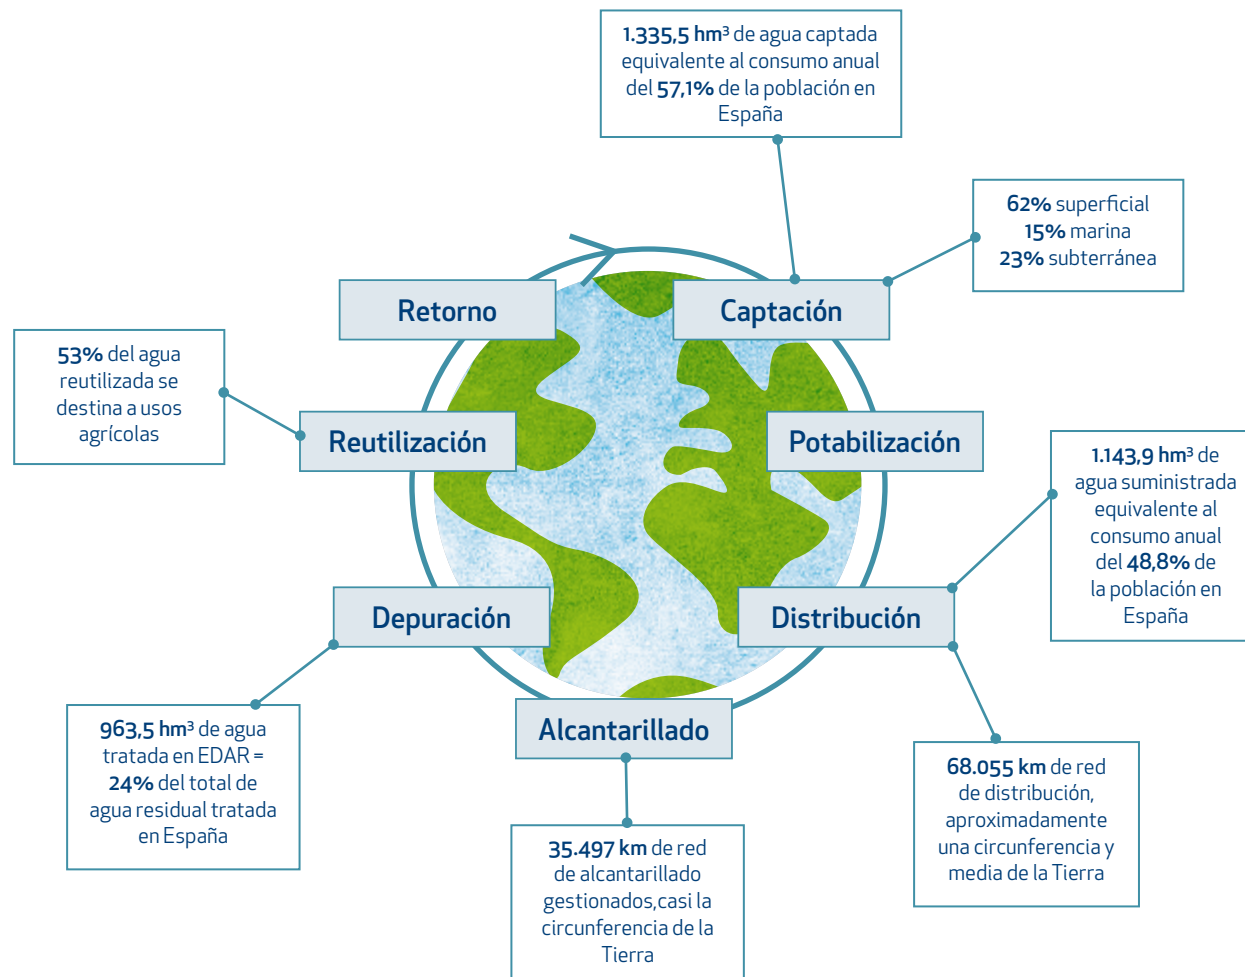 1.335,5 hm³ de agua captada
equivalente al consumo anual
del 57,1% de la población en
España
62% superficial
15% marina
23% subterránea
Retorno
Captación
53% del agua
reutilizada se
destina a usos
agrícolas
Reutilización
Potabilización
1.143,9 hm³ de
agua suministrada
equivalente al
consumo anual
del 48,8% de
la población en
España
Depuración
Distribución
963,5 hm³ de agua
tratada en EDAR =
24% del total de
agua residual tratada
en España
Alcantarillado
68.055 km de red
de distribución,
aproximadamente
una circunferencia y
media de la Tierra
35.497 km de red
de alcantarillado
gestionados,casi la
circunferencia de la
Tierra